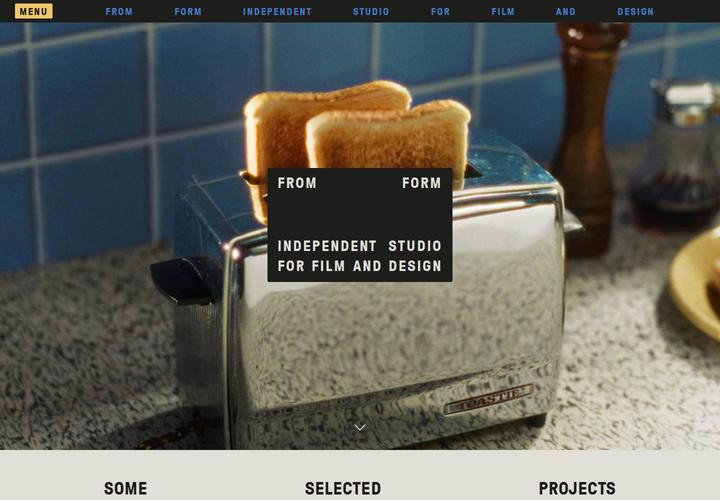 MENU FROM FORM INDEPENDENT STUDIO FOR FILM AND DESIGN
FROM FORM
INDEPENDENT STUDIO
FOR FILM AND DESIGN
TOASTIE
SOME SELECTED PROJECTS